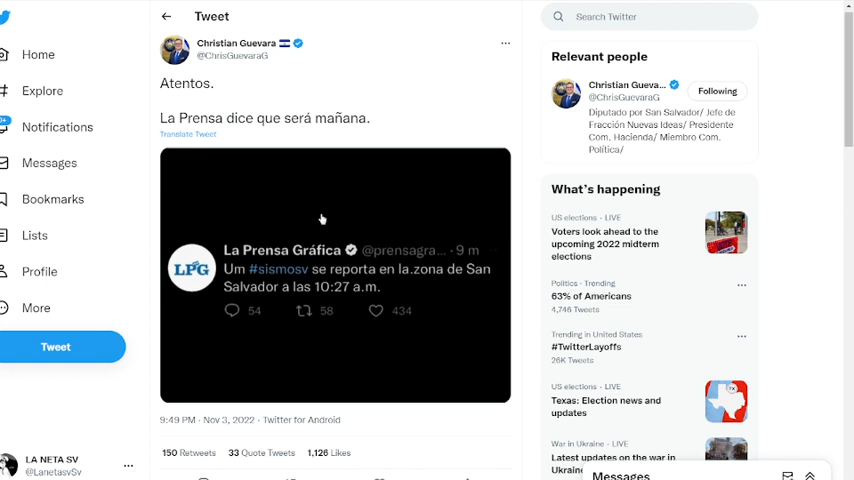 Tweet
Christian Guevara
@ChrisGuevaraG
Atentos.
La Prensa dice que será mañana.
Translate Tweet
LPG
La Prensa Gráfica @prensagra... · 9 m
Um #sismosv se reporta en la.zona de San
Salvador a las 10:27 a.m.
54 58 434
9:49 PM · Nov 3, 2022 · Twitter for Android
150 Retweets 33 Quote Tweets 1,126 Likes
Home
Explore
Notifications
Messages
Bookmarks
Lists
Profile
More
Tweet
LA NETA SV
@LanetasvSv
Search Twitter
Relevant people
Christian Gueva...
@ChrisGuevaraG
Following
Diputado por San Salvador/ Jefe de
Fracción Nuevas Ideas/ Presidente
Com. Hacienda/ Miembro Com.
Política/
What's happening
US elections · LIVE
Voters look ahead to the
upcoming 2022 midterm
elections
Politics · Trending
63% of Americans
4,746 Tweets
Trending in United States
#TwitterLayoffs
26K Tweets
US elections · LIVE
Texas: Election news and
updates
War in Ukraine · LIVE
Latest updates on the war in
Ukraine
Messages